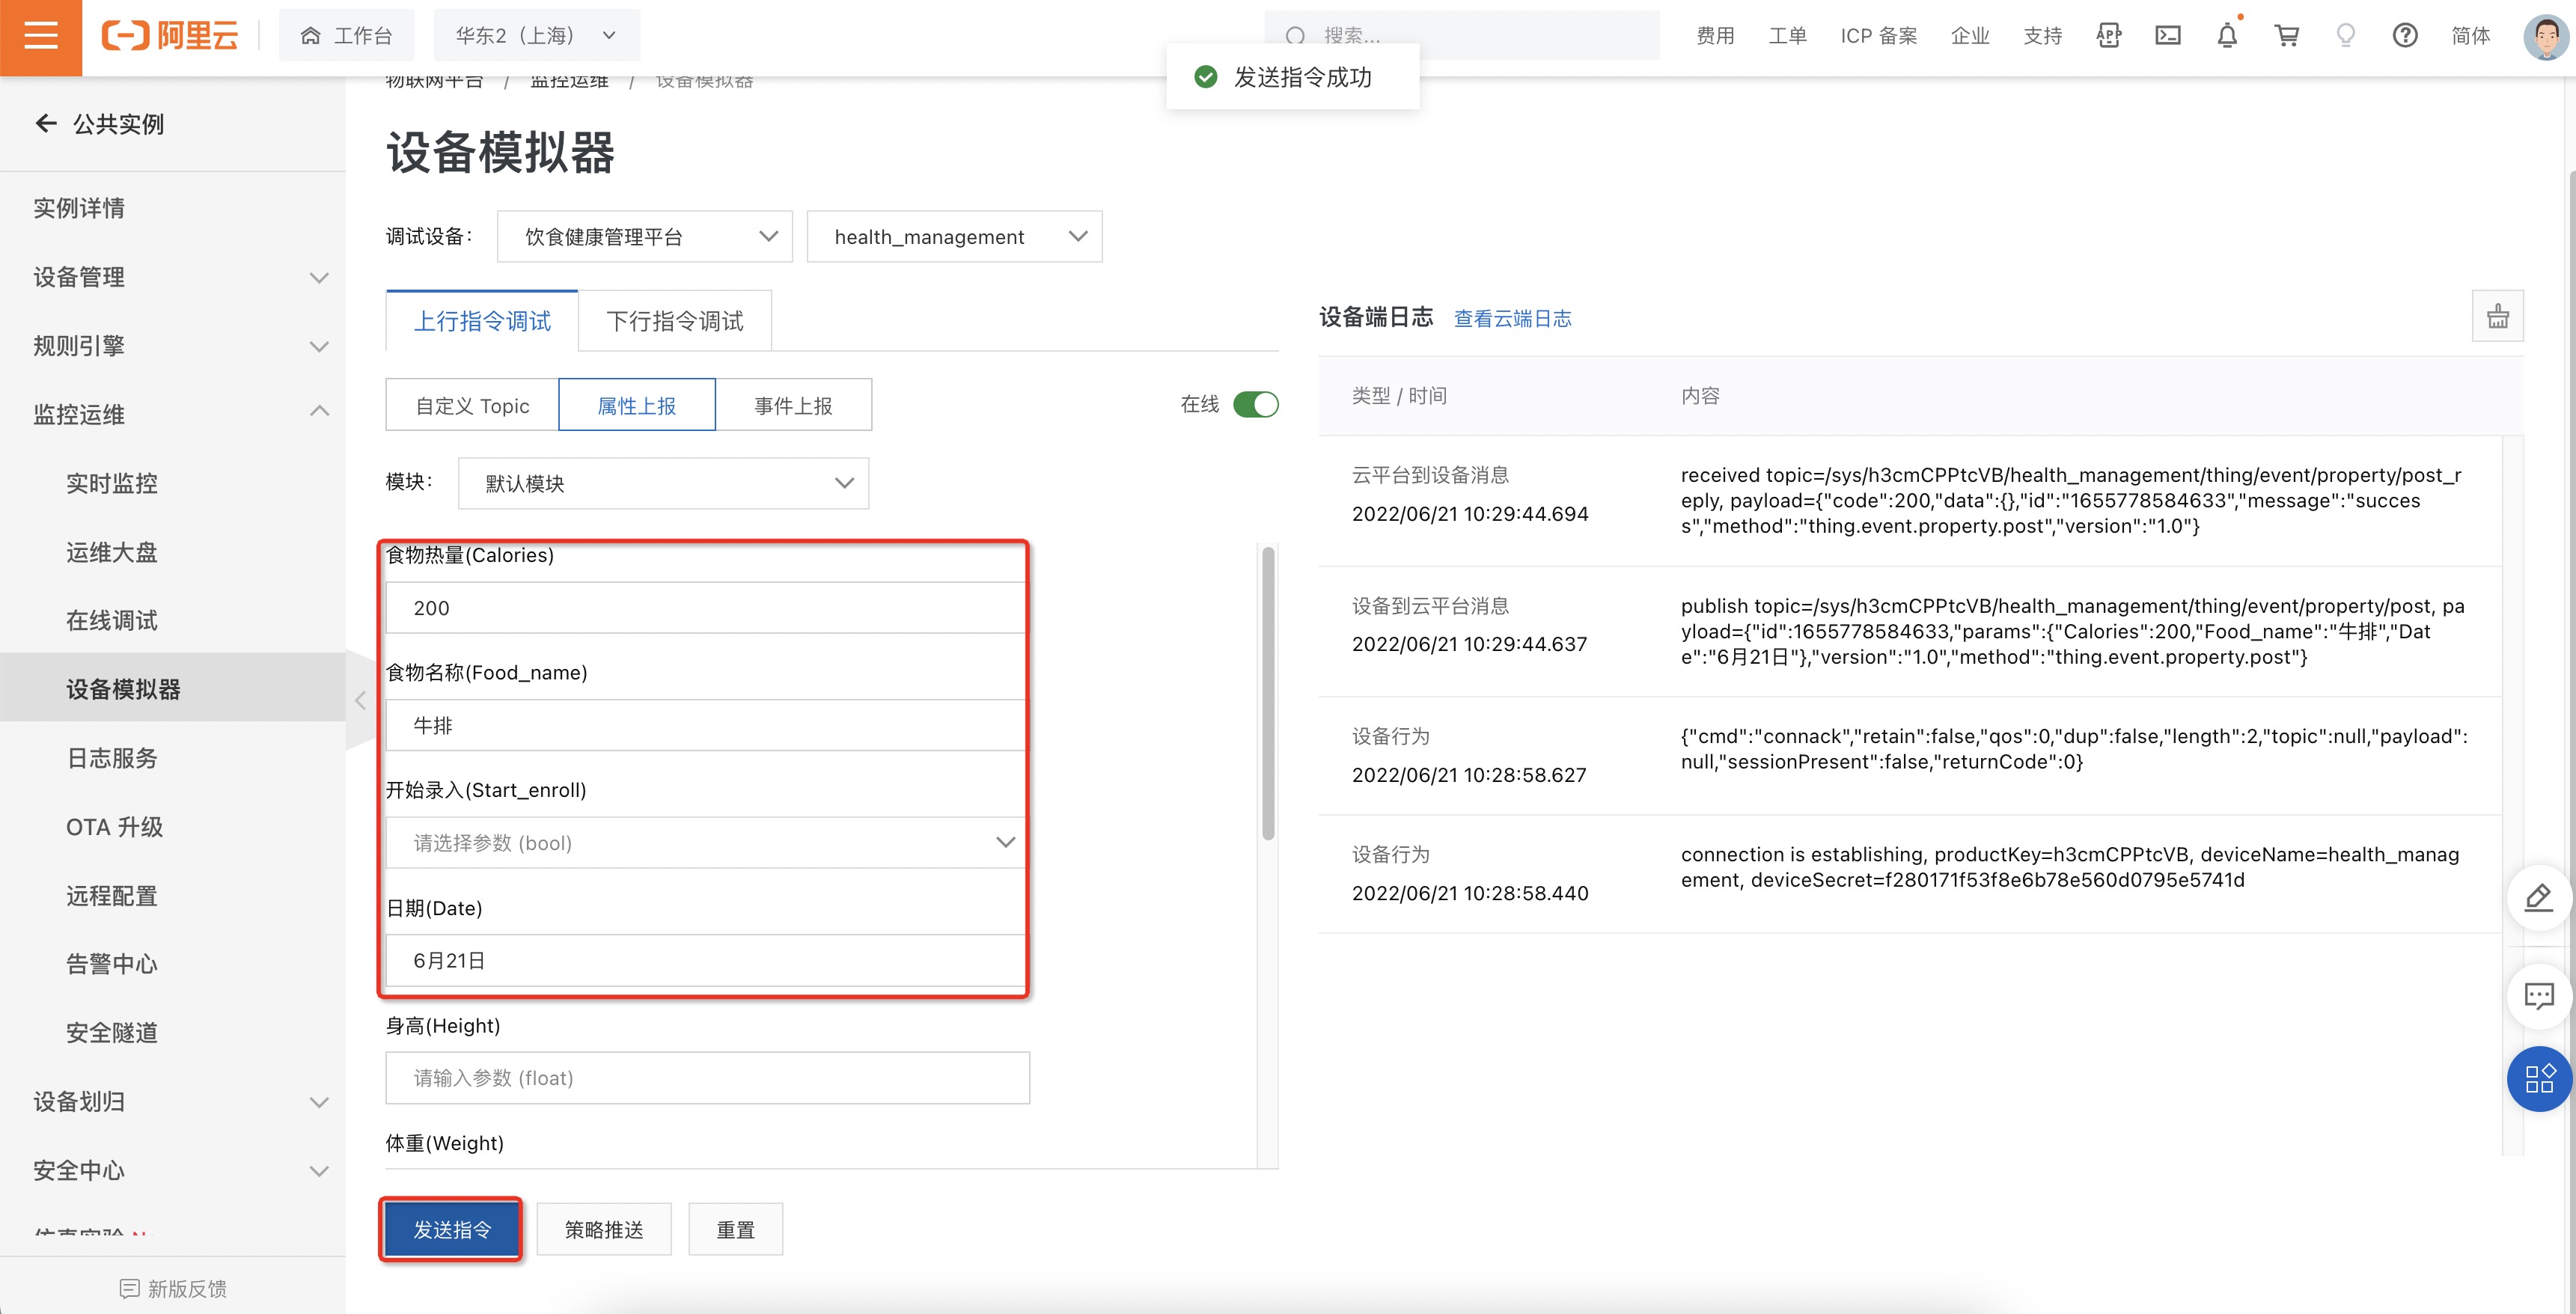 阿里云
工作台
华东2（上海）
搜索...
费用
工单
ICP 备案
企业
支持
APP
简体
发送指令成功
物联网平台 / 监控运维 / 设备模拟器
公共实例
实例详情
设备管理
规则引擎
监控运维
实时监控
运维大盘
在线调试
设备模拟器
日志服务
OTA 升级
远程配置
告警中心
安全隧道
设备划归
安全中心
新版反馈
设备模拟器
调试设备：
饮食健康管理平台
health_management
上行指令调试
下行指令调试
自定义 Topic
属性上报
事件上报
在线
模块：
默认模块
食物热量(Calories)
200
食物名称(Food_name)
牛排
开始录入(Start_enroll)
请选择参数 (bool)
日期(Date)
6月21日
身高(Height)
请输入参数 (float)
体重(Weight)
发送指令
策略推送
重置
设备端日志
查看云端日志
类型 / 时间
内容
云平台到设备消息
2022/06/21 10:29:44.694
received topic=/sys/h3cmCPPtcVB/health_management/thing/event/property/post_r
eply, payload={"code":200,"data":{},"id":"1655778584633","message":"succes
s","method":"thing.event.property.post","version":"1.0"}
设备到云平台消息
2022/06/21 10:29:44.637
publish topic=/sys/h3cmCPPtcVB/health_management/thing/event/property/post, pa
yload={"id":1655778584633,"params":{"Calories":200,"Food_name":"牛排","Dat
e":"6月21日"},"version":"1.0","method":"thing.event.property.post"}
设备行为
2022/06/21 10:28:58.627
{"cmd":"connack","retain":false,"qos":0,"dup":false,"length":2,"topic":null,"payload":
null,"sessionPresent":false,"returnCode":0}
设备行为
2022/06/21 10:28:58.440
connection is establishing, productKey=h3cmCPPtcVB, deviceName=health_manag
ement, deviceSecret=f280171f53f8e6b78e560d0795e5741d